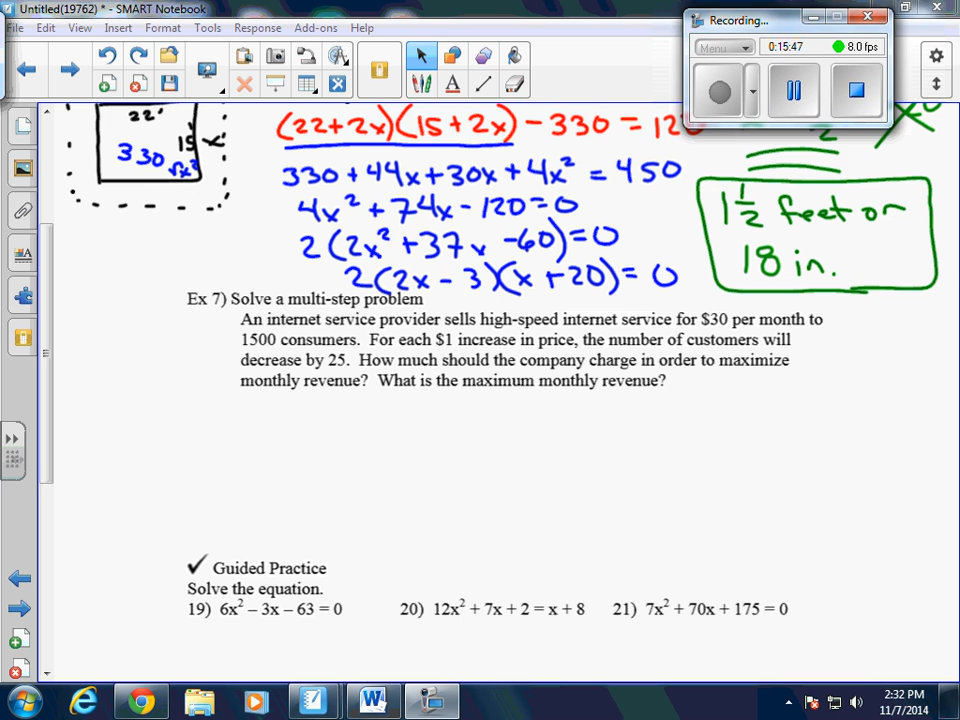 Untitled(19762) * - SMART Notebook
File Edit View Insert Format Tools Response Add-ons Help
Recording...
Menu 0:15:47 8.0 fps
22'
15
x
330
(22+2x)(15+2x) - 330 = 120
330 + 44x + 30x + 4x² = 450
4x² + 74x - 120 = 0
2(2x² + 37x - 60) = 0
2(2x - 3)(x + 20) = 0
2
1 1/2 feet or
18 in.
Ex 7) Solve a multi-step problem
An internet service provider sells high-speed internet service for $30 per month to
1500 consumers. For each $1 increase in price, the number of customers will
decrease by 25. How much should the company charge in order to maximize
monthly revenue? What is the maximum monthly revenue?
Guided Practice
Solve the equation.
19) 6x² – 3x – 63 = 0 20) 12x² + 7x + 2 = x + 8 21) 7x² + 70x + 175 = 0
2:32 PM
11/7/2014